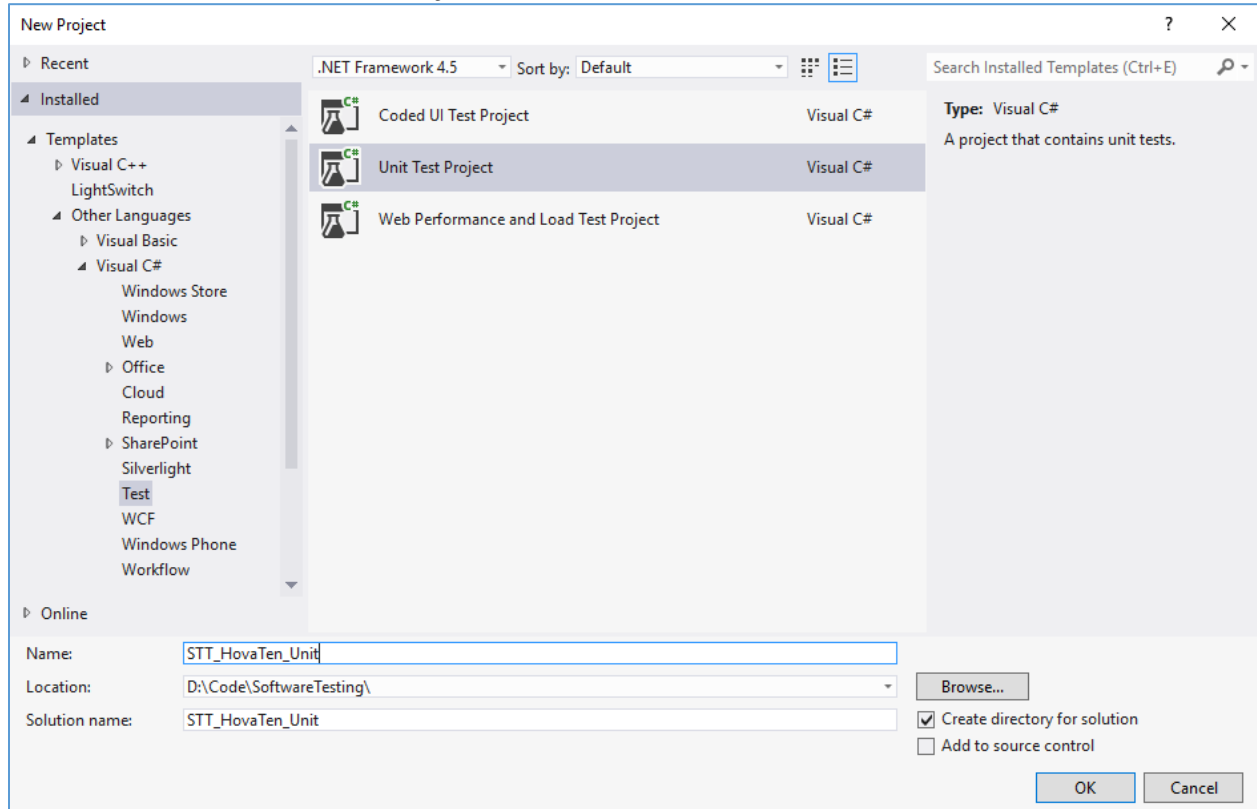 New Project
?
Recent
.NET Framework 4.5
Sort by: Default
Search Installed Templates (Ctrl+E)
Installed
Templates
Visual C++
LightSwitch
Other Languages
Visual Basic
Visual C#
Windows Store
Windows
Web
Office
Cloud
Reporting
SharePoint
Silverlight
Test
WCF
Windows Phone
Workflow
Online
C#
Coded UI Test Project Visual C#
C#
Unit Test Project Visual C#
C#
Web Performance and Load Test Project Visual C#
Type: Visual C#
A project that contains unit tests.
Name: STT_HovaTen_Unit
Location: D:\Code\SoftwareTesting\
Browse...
Solution name: STT_HovaTen_Unit
Create directory for solution
Add to source control
OK Cancel